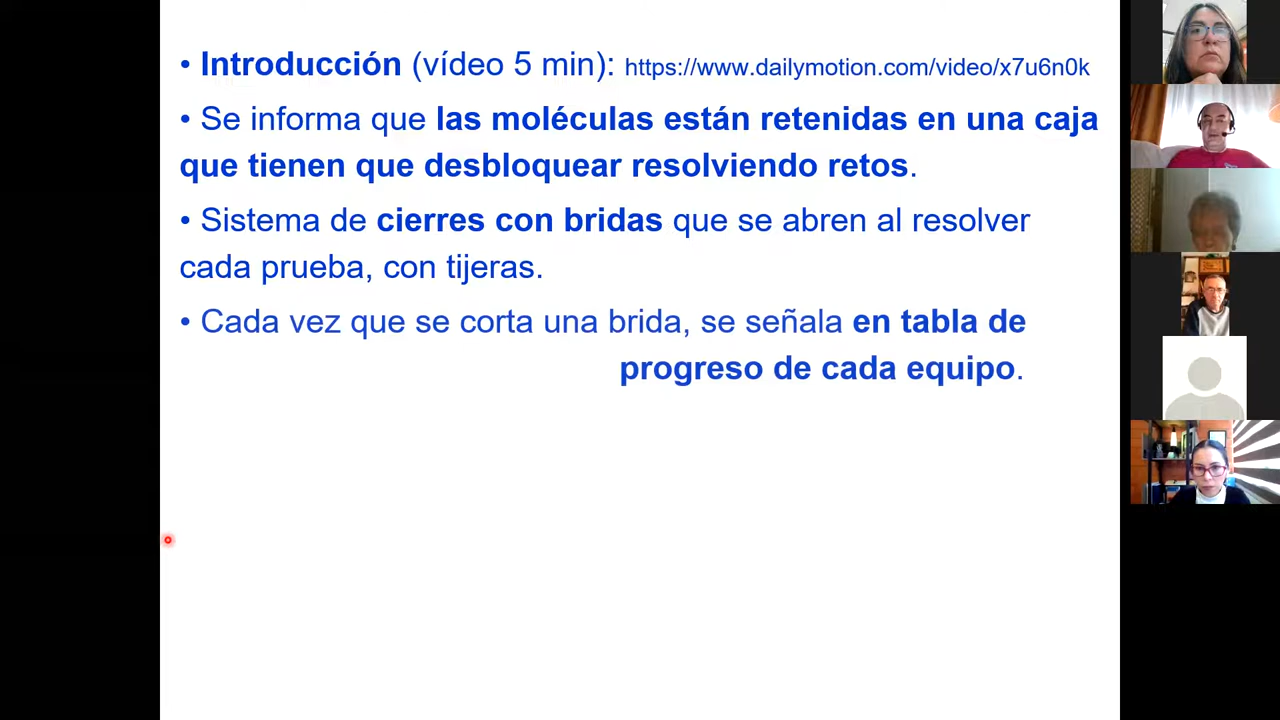 • Introducción (vídeo 5 min): https://www.dailymotion.com/video/x7u6n0k
• Se informa que las moléculas están retenidas en una caja
que tienen que desbloquear resolviendo retos.
• Sistema de cierres con bridas que se abren al resolver
cada prueba, con tijeras.
• Cada vez que se corta una brida, se señala en tabla de
progreso de cada equipo.